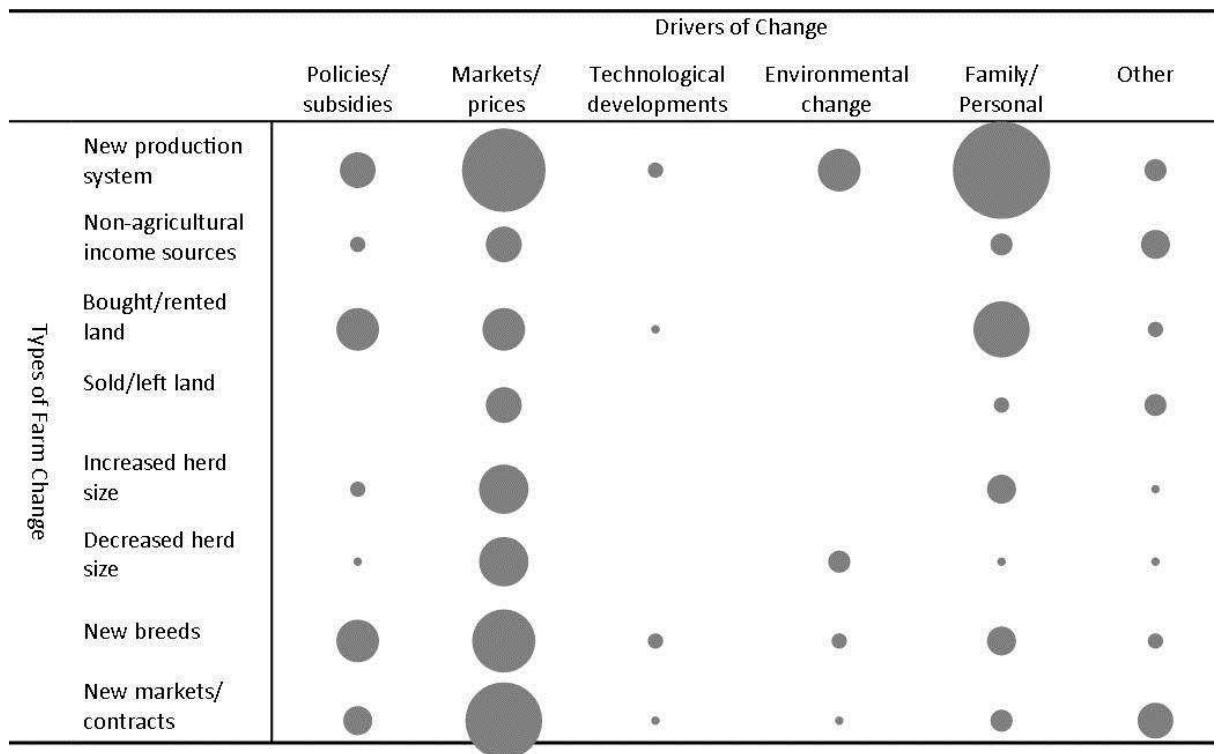 Drivers of Change
Policies/
subsidies
Markets/
prices
Technological
developments
Environmental
change
Family/
Personal
Other
Types of Farm Change
New production
system
Non-agricultural
income sources
Bought/rented
land
Sold/left land
Increased herd
size
Decreased herd
size
New breeds
New markets/
contracts